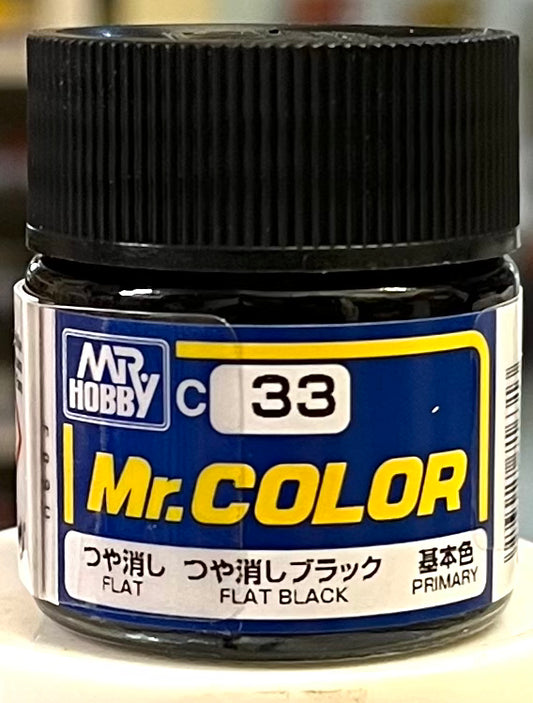 MR. HOBBY
C 33
Mr.COLOR
つや消し つや消しブラック 基本色
FLAT FLAT BLACK PRIMARY